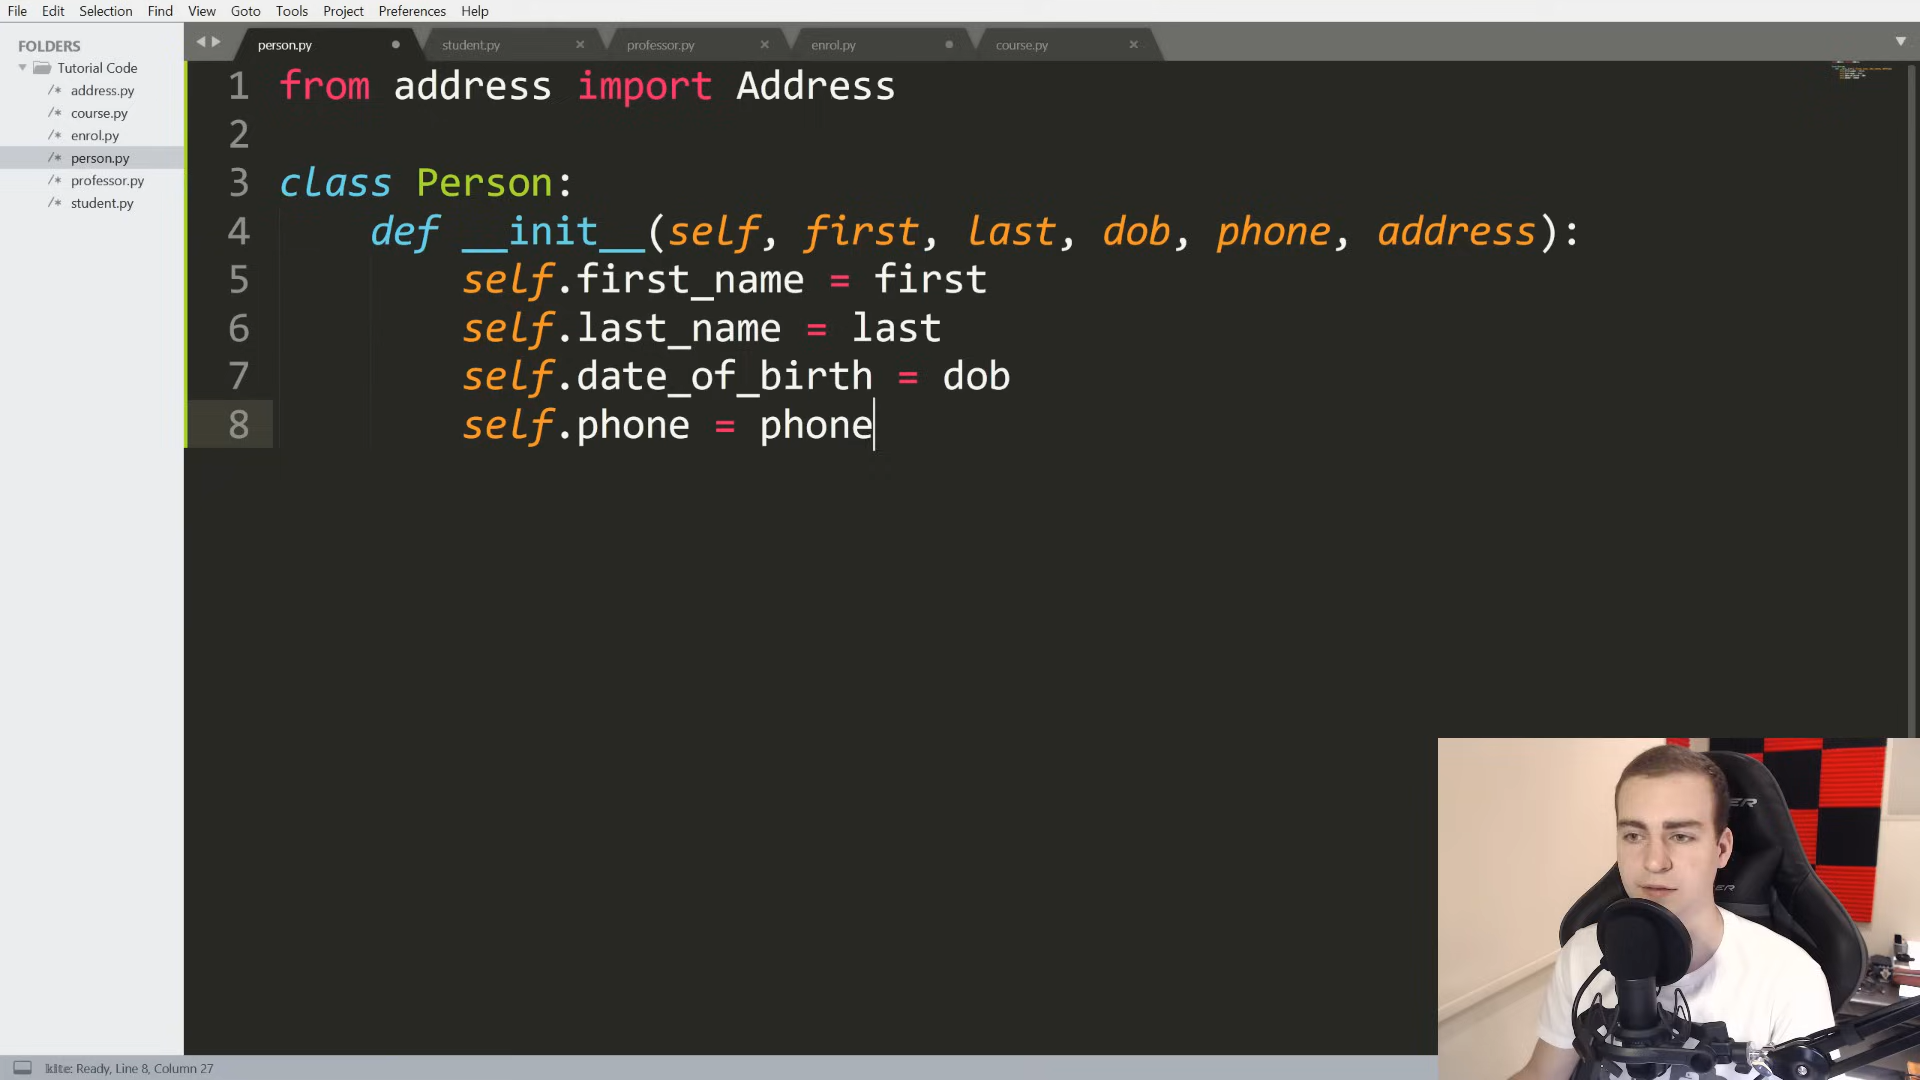 File Edit Selection Find View Goto Tools Project Preferences Help
FOLDERS
Tutorial Code
/* address.py
/* course.py
/* enrol.py
/* person.py
/* professor.py
/* student.py
person.py student.py professor.py enrol.py course.py
1 from address import Address
2
3 class Person:
4 def __init__(self, first, last, dob, phone, address):
5 self.first_name = first
6 self.last_name = last
7 self.date_of_birth = dob
8 self.phone = phone
kite: Ready, Line 8, Column 27